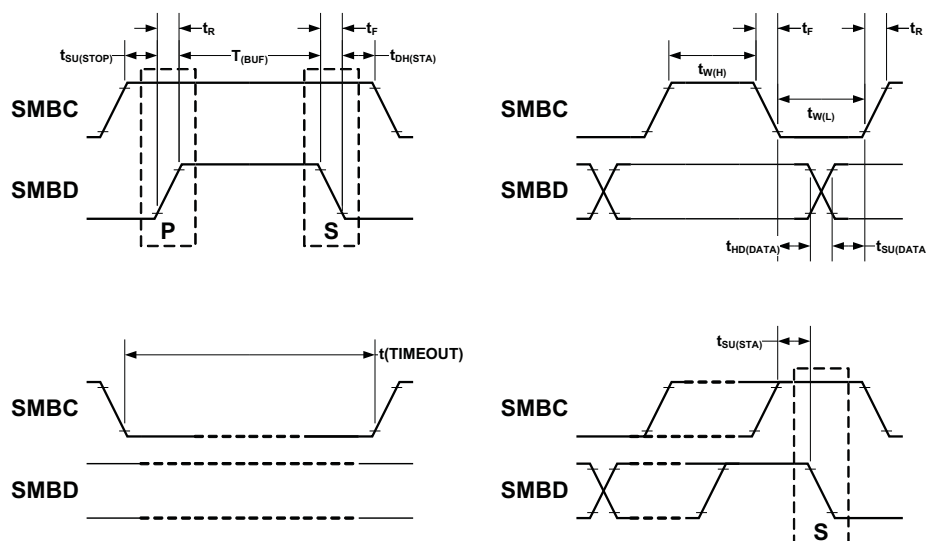 tR
tF
tSU(STOP)
T(BUF)
tDH(STA)
SMBC
SMBD
P
S
tF
tR
tW(H)
tW(L)
SMBC
SMBD
tHD(DATA)
tSU(DATA
t(TIMEOUT)
SMBC
SMBD
tSU(STA)
SMBC
SMBD
S